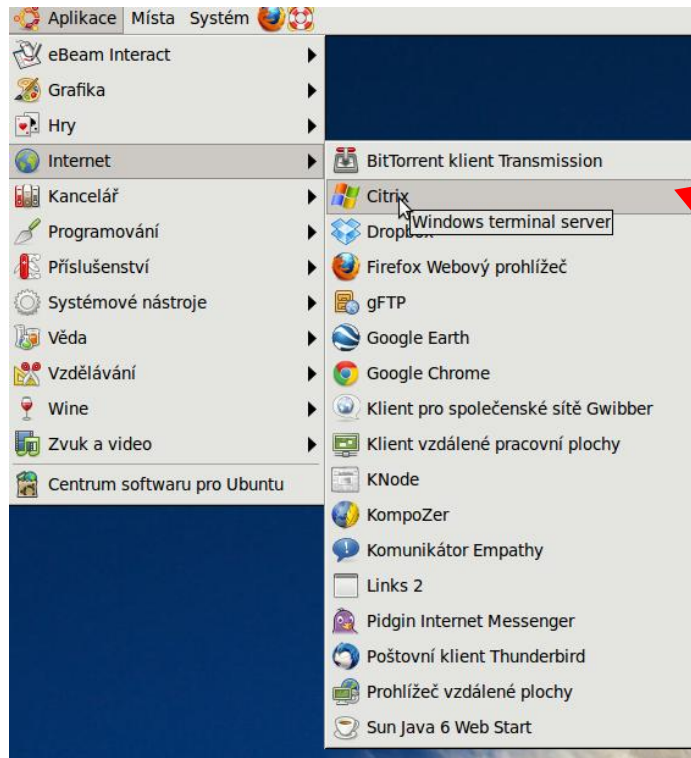 Aplikace Místa Systém
eBeam Interact
Grafika
Hry
Internet
Kancelář
Programování
Příslušenství
Systémové nástroje
Věda
Vzdělávání
Wine
Zvuk a video
Centrum softwaru pro Ubuntu
BitTorrent klient Transmission
Citrix
Windows terminal server
Dropbox
Firefox Webový prohlížeč
gFTP
Google Earth
Google Chrome
Klient pro společenské sítě Gwibber
Klient vzdálené pracovní plochy
KNode
KompoZer
Komunikátor Empathy
Links 2
Pidgin Internet Messenger
Poštovní klient Thunderbird
Prohlížeč vzdálené plochy
Sun Java 6 Web Start